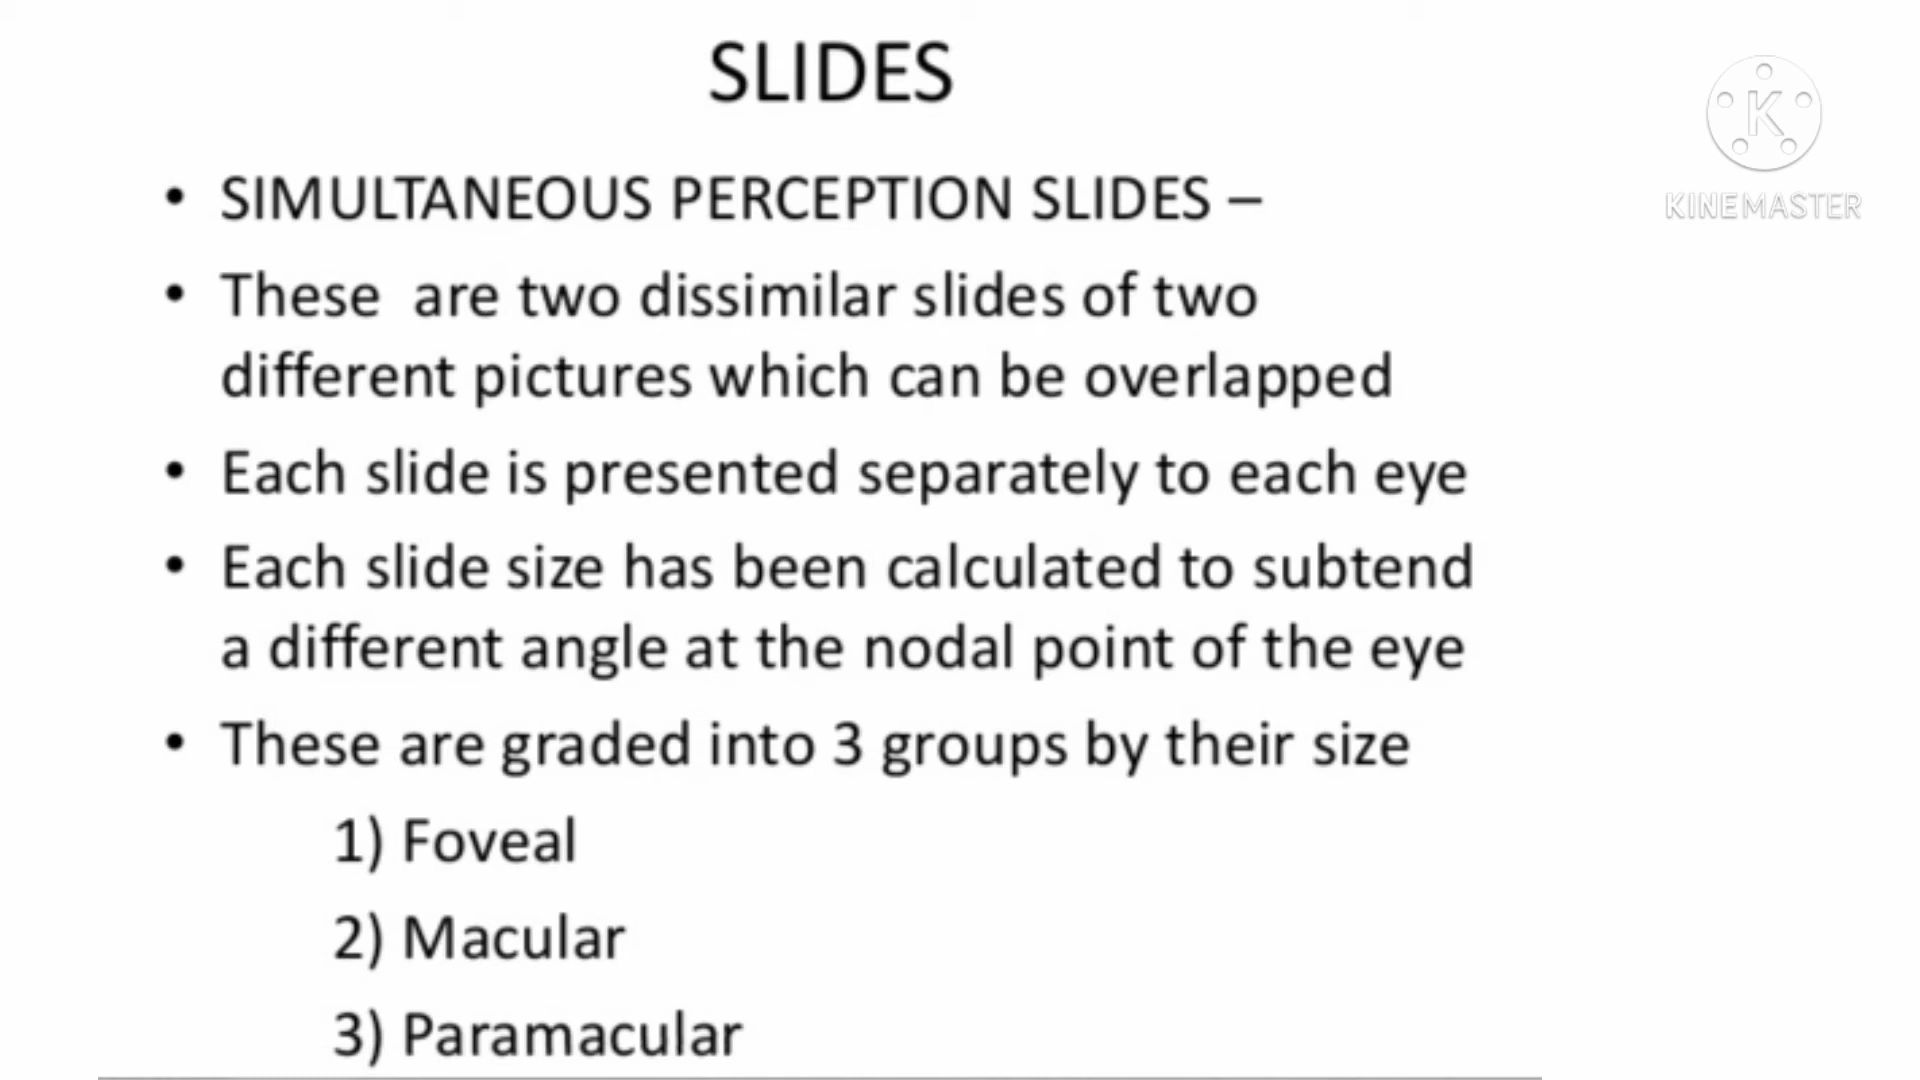 SLIDES
K
KINEMASTER
• SIMULTANEOUS PERCEPTION SLIDES –
• These are two dissimilar slides of two
different pictures which can be overlapped
• Each slide is presented separately to each eye
• Each slide size has been calculated to subtend
a different angle at the nodal point of the eye
• These are graded into 3 groups by their size
1) Foveal
2) Macular
3) Paramacular